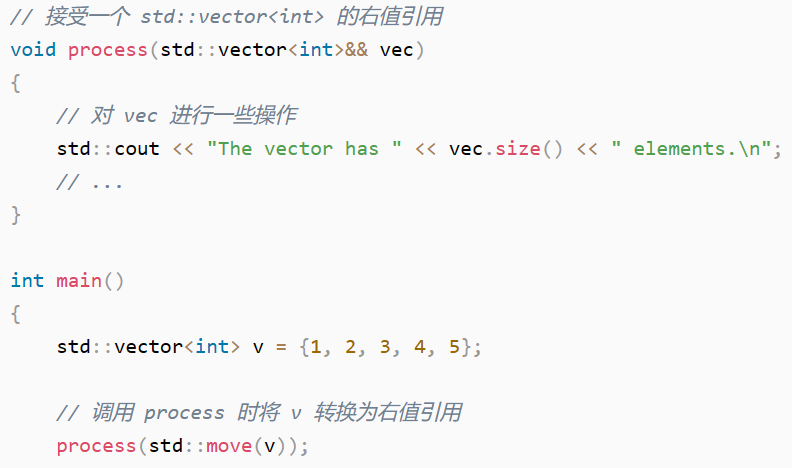 // 接受一个 std::vector<int> 的右值引用
void process(std::vector<int>&& vec)
{
    // 对 vec 进行一些操作
    std::cout << "The vector has " << vec.size() << " elements.\n";
    // ...
}

int main()
{
    std::vector<int> v = {1, 2, 3, 4, 5};

    // 调用 process 时将 v 转换为右值引用
    process(std::move(v));